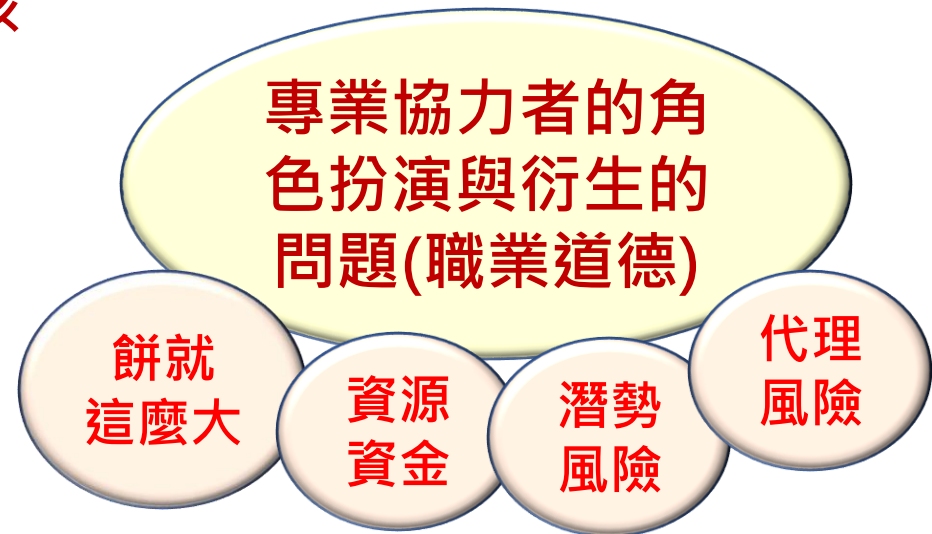 專業協力者的角
色扮演與衍生的
問題(職業道德)
餅就
這麼大
資源
資金
潛勢
風險
代理
風險